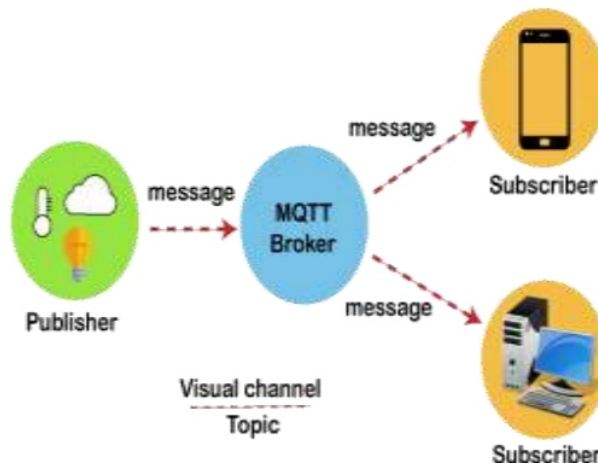 message
Subscriber
message
MQTT
Broker
Publisher
message
Visual channel
Topic
Subscriber